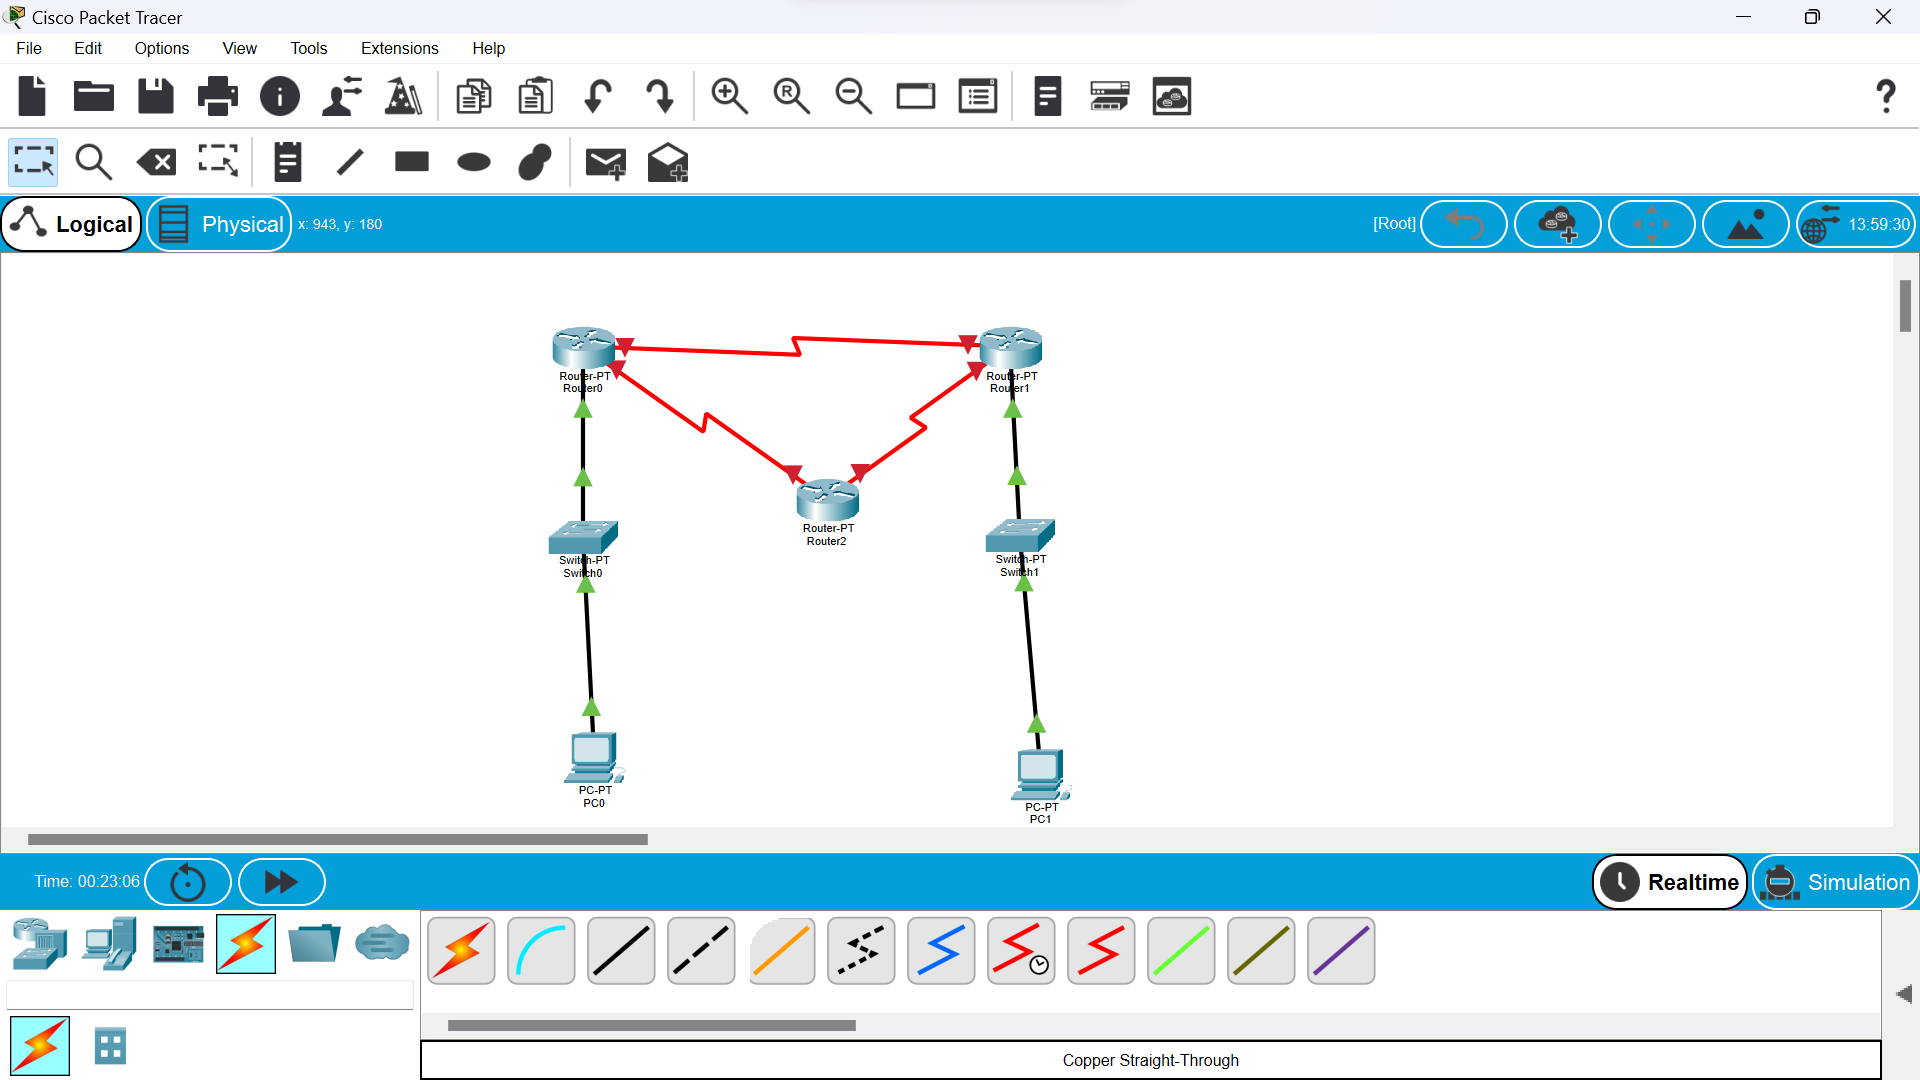 Cisco Packet Tracer
File Edit Options View Tools Extensions Help
Logical Physical x: 943, y: 180 [Root] 13:59:30
Router-PT
Router0
Router-PT
Router1
Router-PT
Router2
Switch-PT
Switch0
Switch-PT
Switch1
PC-PT
PC0
PC-PT
PC1
Time: 00:23:06 Realtime Simulation
Copper Straight-Through